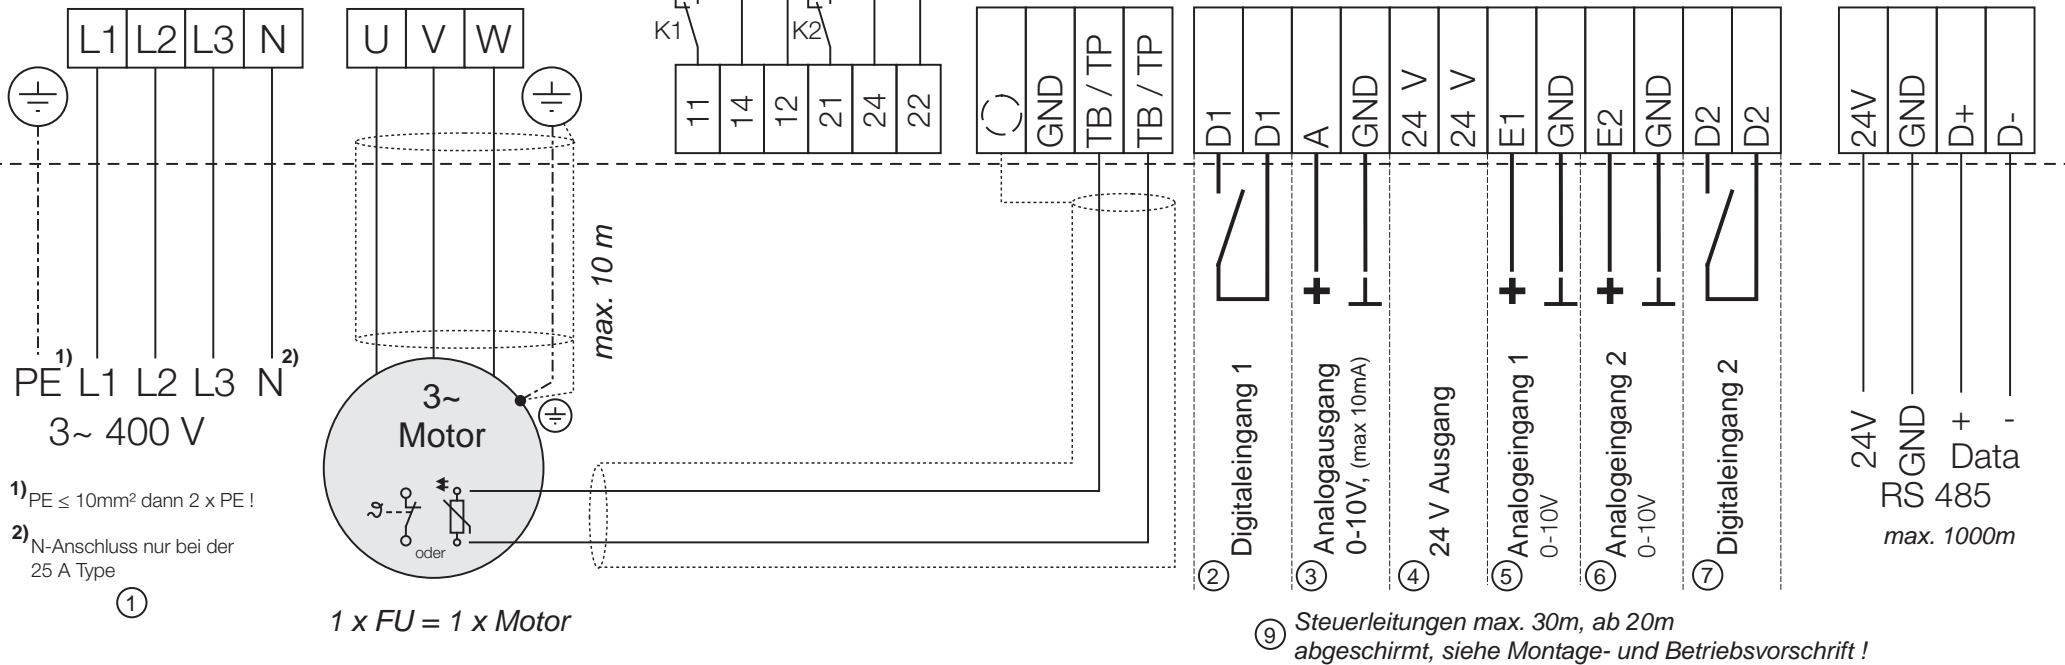 L1 L2 L3 N
U V W
K1
K2
11 14 12 21 24 22
GND TB / TP TB / TP
D1 D1 A GND 24 V 24 V E1 GND E2 GND D2 D2
24V GND D+ D-
max. 10 m
PE 1) L1 L2 L3 N 2)
3~ 400 V
1) PE ≤ 10mm² dann 2 x PE !
2) N-Anschluss nur bei der
25 A Type
1
3~
Motor
ϑ
oder
1 x FU = 1 x Motor
Digitaleingang 1
2
Analogausgang
0-10V, (max 10mA)
3
24 V Ausgang
4
Analogeingang 1
0-10V
5
Analogeingang 2
0-10V
6
Digitaleingang 2
7
24V GND + -
Data
RS 485
max. 1000m
9 Steuerleitungen max. 30m, ab 20m
abgeschirmt, siehe Montage- und Betriebsvorschrift !